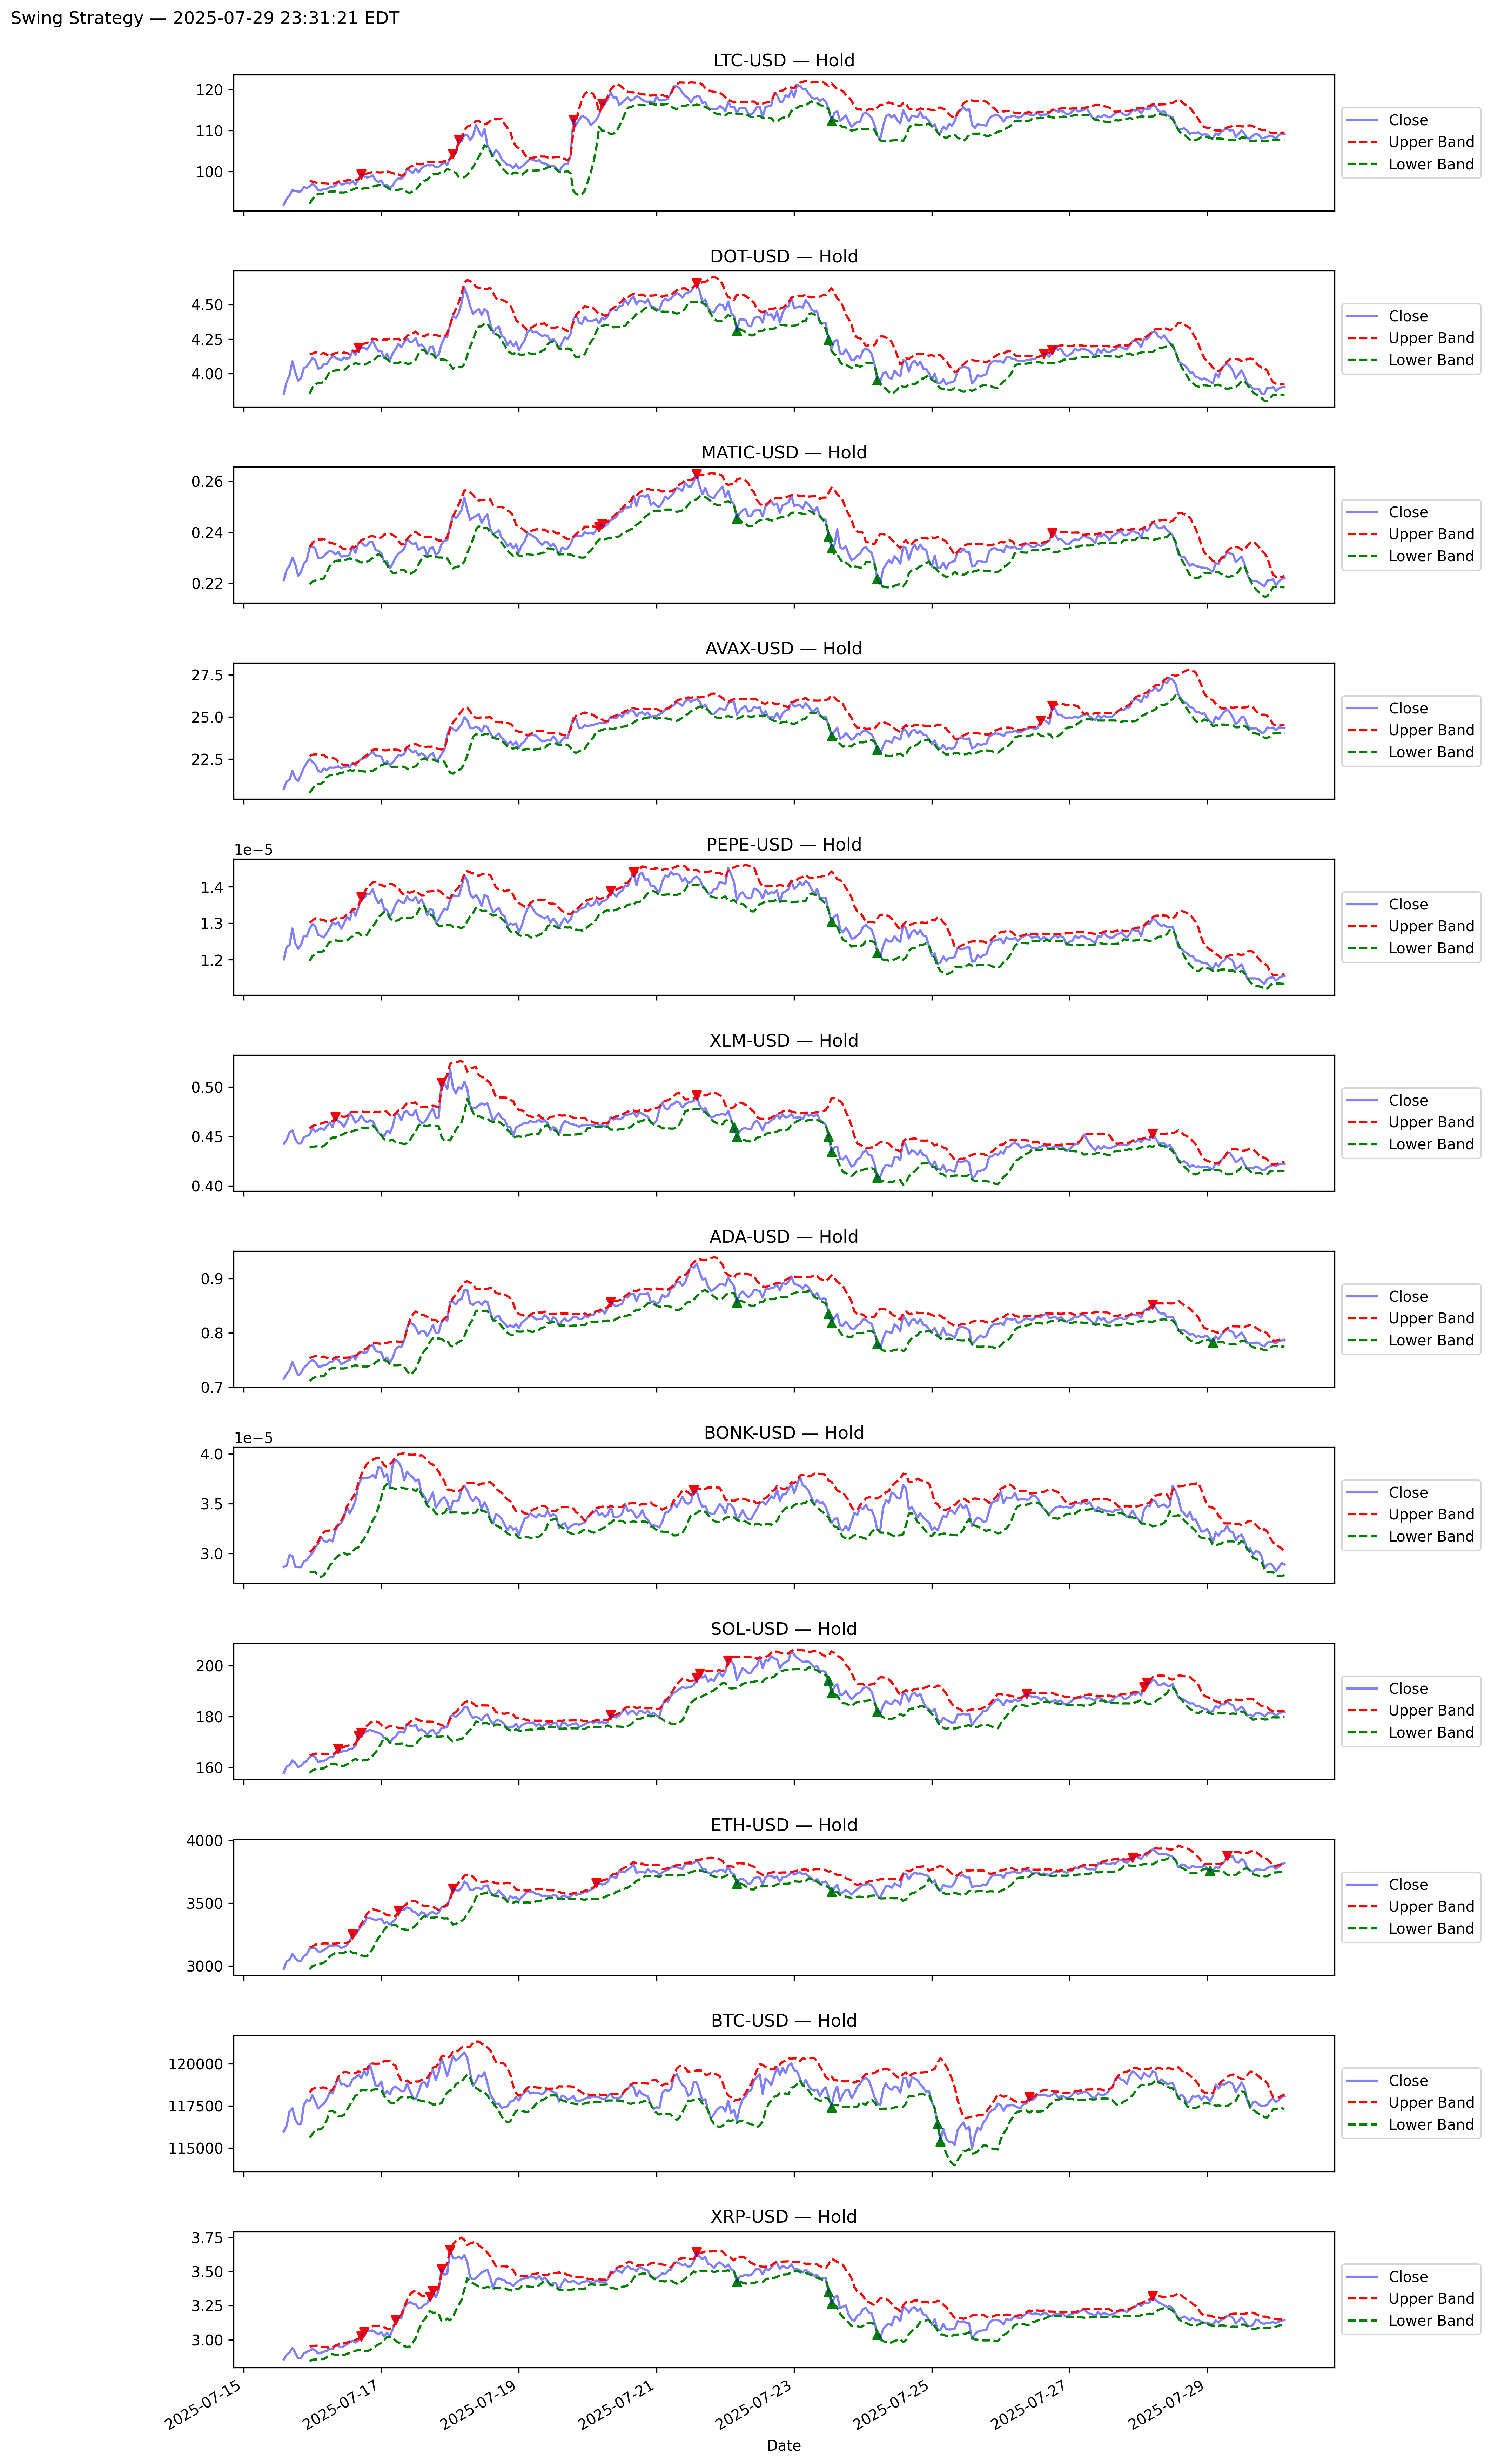 Swing Strategy — 2025-07-29 23:31:21 EDT
LTC-USD — Hold
120
110
100
Close
Upper Band
Lower Band
DOT-USD — Hold
4.50
4.25
4.00
Close
Upper Band
Lower Band
MATIC-USD — Hold
0.26
0.24
0.22
Close
Upper Band
Lower Band
AVAX-USD — Hold
27.5
25.0
22.5
Close
Upper Band
Lower Band
PEPE-USD — Hold
1e−5
1.4
1.3
1.2
Close
Upper Band
Lower Band
XLM-USD — Hold
0.50
0.45
0.40
Close
Upper Band
Lower Band
ADA-USD — Hold
0.9
0.8
0.7
Close
Upper Band
Lower Band
BONK-USD — Hold
1e−5
4.0
3.5
3.0
Close
Upper Band
Lower Band
SOL-USD — Hold
200
180
160
Close
Upper Band
Lower Band
ETH-USD — Hold
4000
3500
3000
Close
Upper Band
Lower Band
BTC-USD — Hold
120000
117500
115000
Close
Upper Band
Lower Band
XRP-USD — Hold
3.75
3.50
3.25
3.00
Close
Upper Band
Lower Band
2025-07-15
2025-07-17
2025-07-19
2025-07-21
2025-07-23
2025-07-25
2025-07-27
2025-07-29
Date